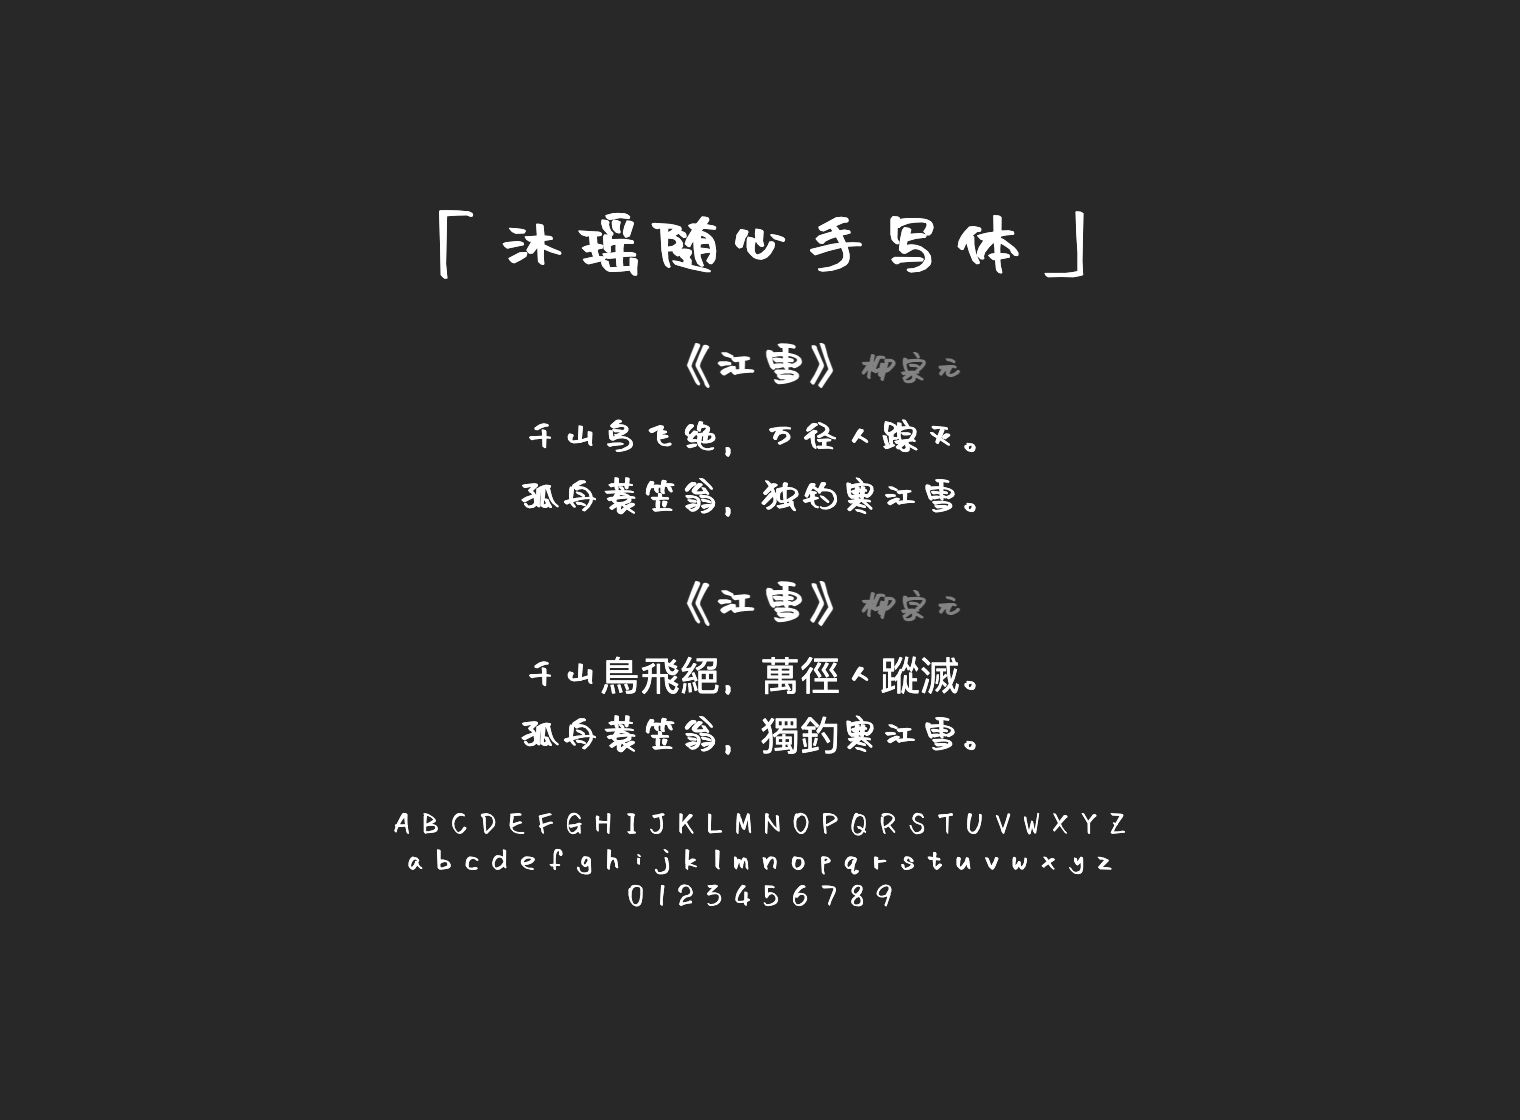 「沐瑶随心手写体」
《江雪》柳宗元
千山鸟飞绝，万径人踪灭。
孤舟蓑笠翁，独钓寒江雪。
《江雪》柳宗元
千山鳥飛絕，萬徑人蹤滅。
孤舟蓑笠翁，獨釣寒江雪。
A B C D E F G H I J K L M N O P Q R S T U V W X Y Z
a b c d e f g h i j k l m n o p q r s t u v w x y z
0 1 2 3 4 5 6 7 8 9